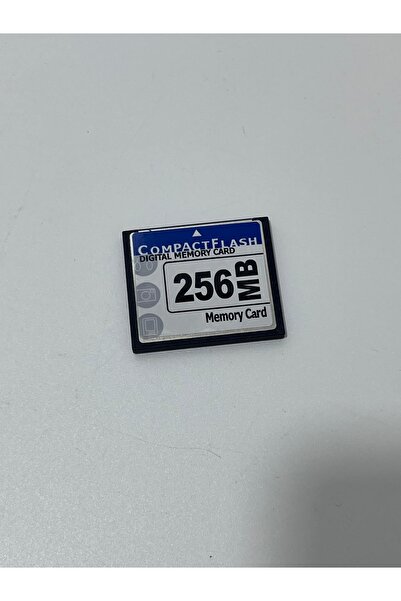 COMPACTFLASH
DIGITAL MEMORY CARD
256 MB
Memory Card